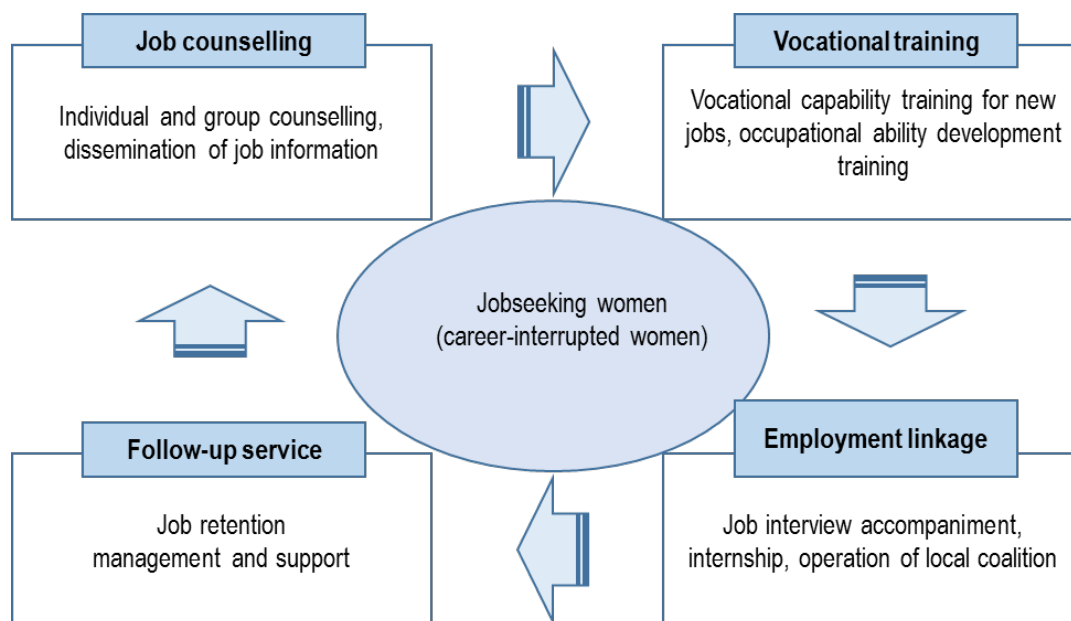 Job counselling
Individual and group counselling,
dissemination of job information
Vocational training
Vocational capability training for new
jobs, occupational ability development
training
Jobseeking women
(career-interrupted women)
Follow-up service
Job retention
management and support
Employment linkage
Job interview accompaniment,
internship, operation of local coalition